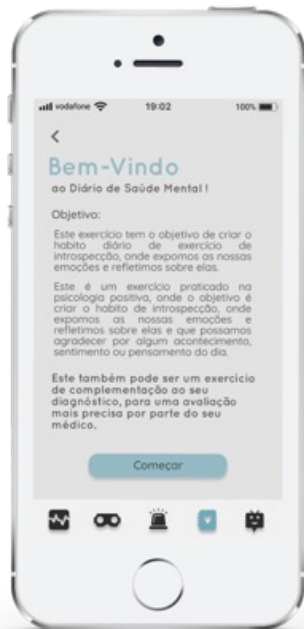 vodafone 19:02 100%
Bem-Vindo
ao Diário de Saúde Mental !
Objetivo:
Este exercício tem o objetivo de criar o
habito diário de exercício de
introspecção, onde expomos as nossas
emoções e refletimos sobre elas.
Este é um exercício praticado na
psicologia positiva, onde o objetivo é
criar o habito de introspecção, onde
expomos as nossas emoções e
refletimos sobre elas e que possamos
agradecer por algum acontecimento,
sentimento ou pensamento do dia.
Este também pode ser um exercício
de complementação ao seu
diagnóstico, para uma avaliação
mais precisa por parte do seu
médico.
Começar